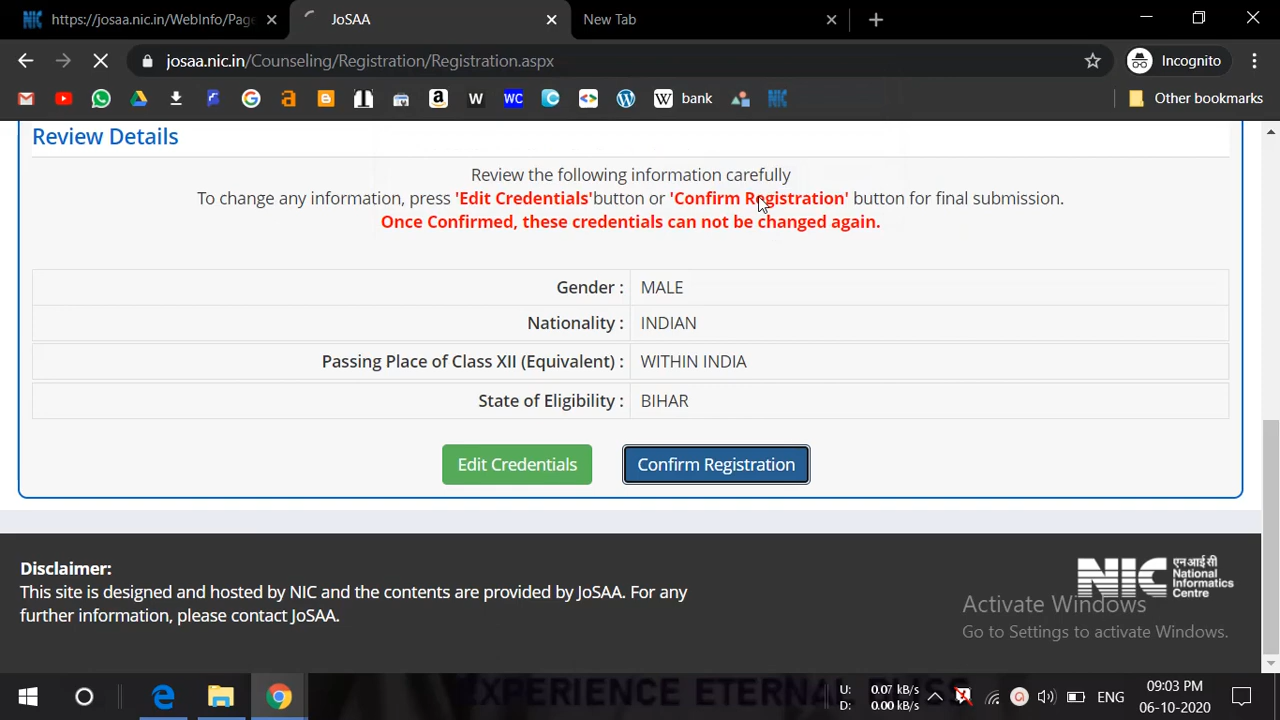 https://josaa.nic.in/WebInfo/Page
JoSAA
New Tab
josaa.nic.in/Counseling/Registration/Registration.aspx
Incognito
bank
Other bookmarks
Review Details
Review the following information carefully
To change any information, press 'Edit Credentials'button or 'Confirm Registration' button for final submission.
Once Confirmed, these credentials can not be changed again.
Gender : MALE
Nationality : INDIAN
Passing Place of Class XII (Equivalent) : WITHIN INDIA
State of Eligibility : BIHAR
Edit Credentials
Confirm Registration
Disclaimer:
This site is designed and hosted by NIC and the contents are provided by JoSAA. For any
further information, please contact JoSAA.
NIC
एन आई सी
National
Informatics
Centre
Activate Windows
Go to Settings to activate Windows.
EXPERIENCE ETERNAL
U: 0.07 kB/s
D: 0.00 kB/s
ENG
09:03 PM
06-10-2020